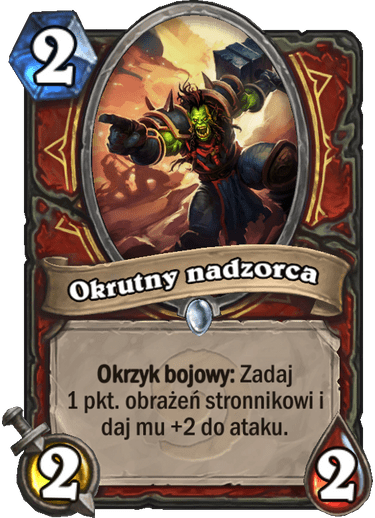 2
Okrutny nadzorca
Okrzyk bojowy: Zadaj
1 pkt. obrażeń stronnikowi i
daj mu +2 do ataku.
2
2